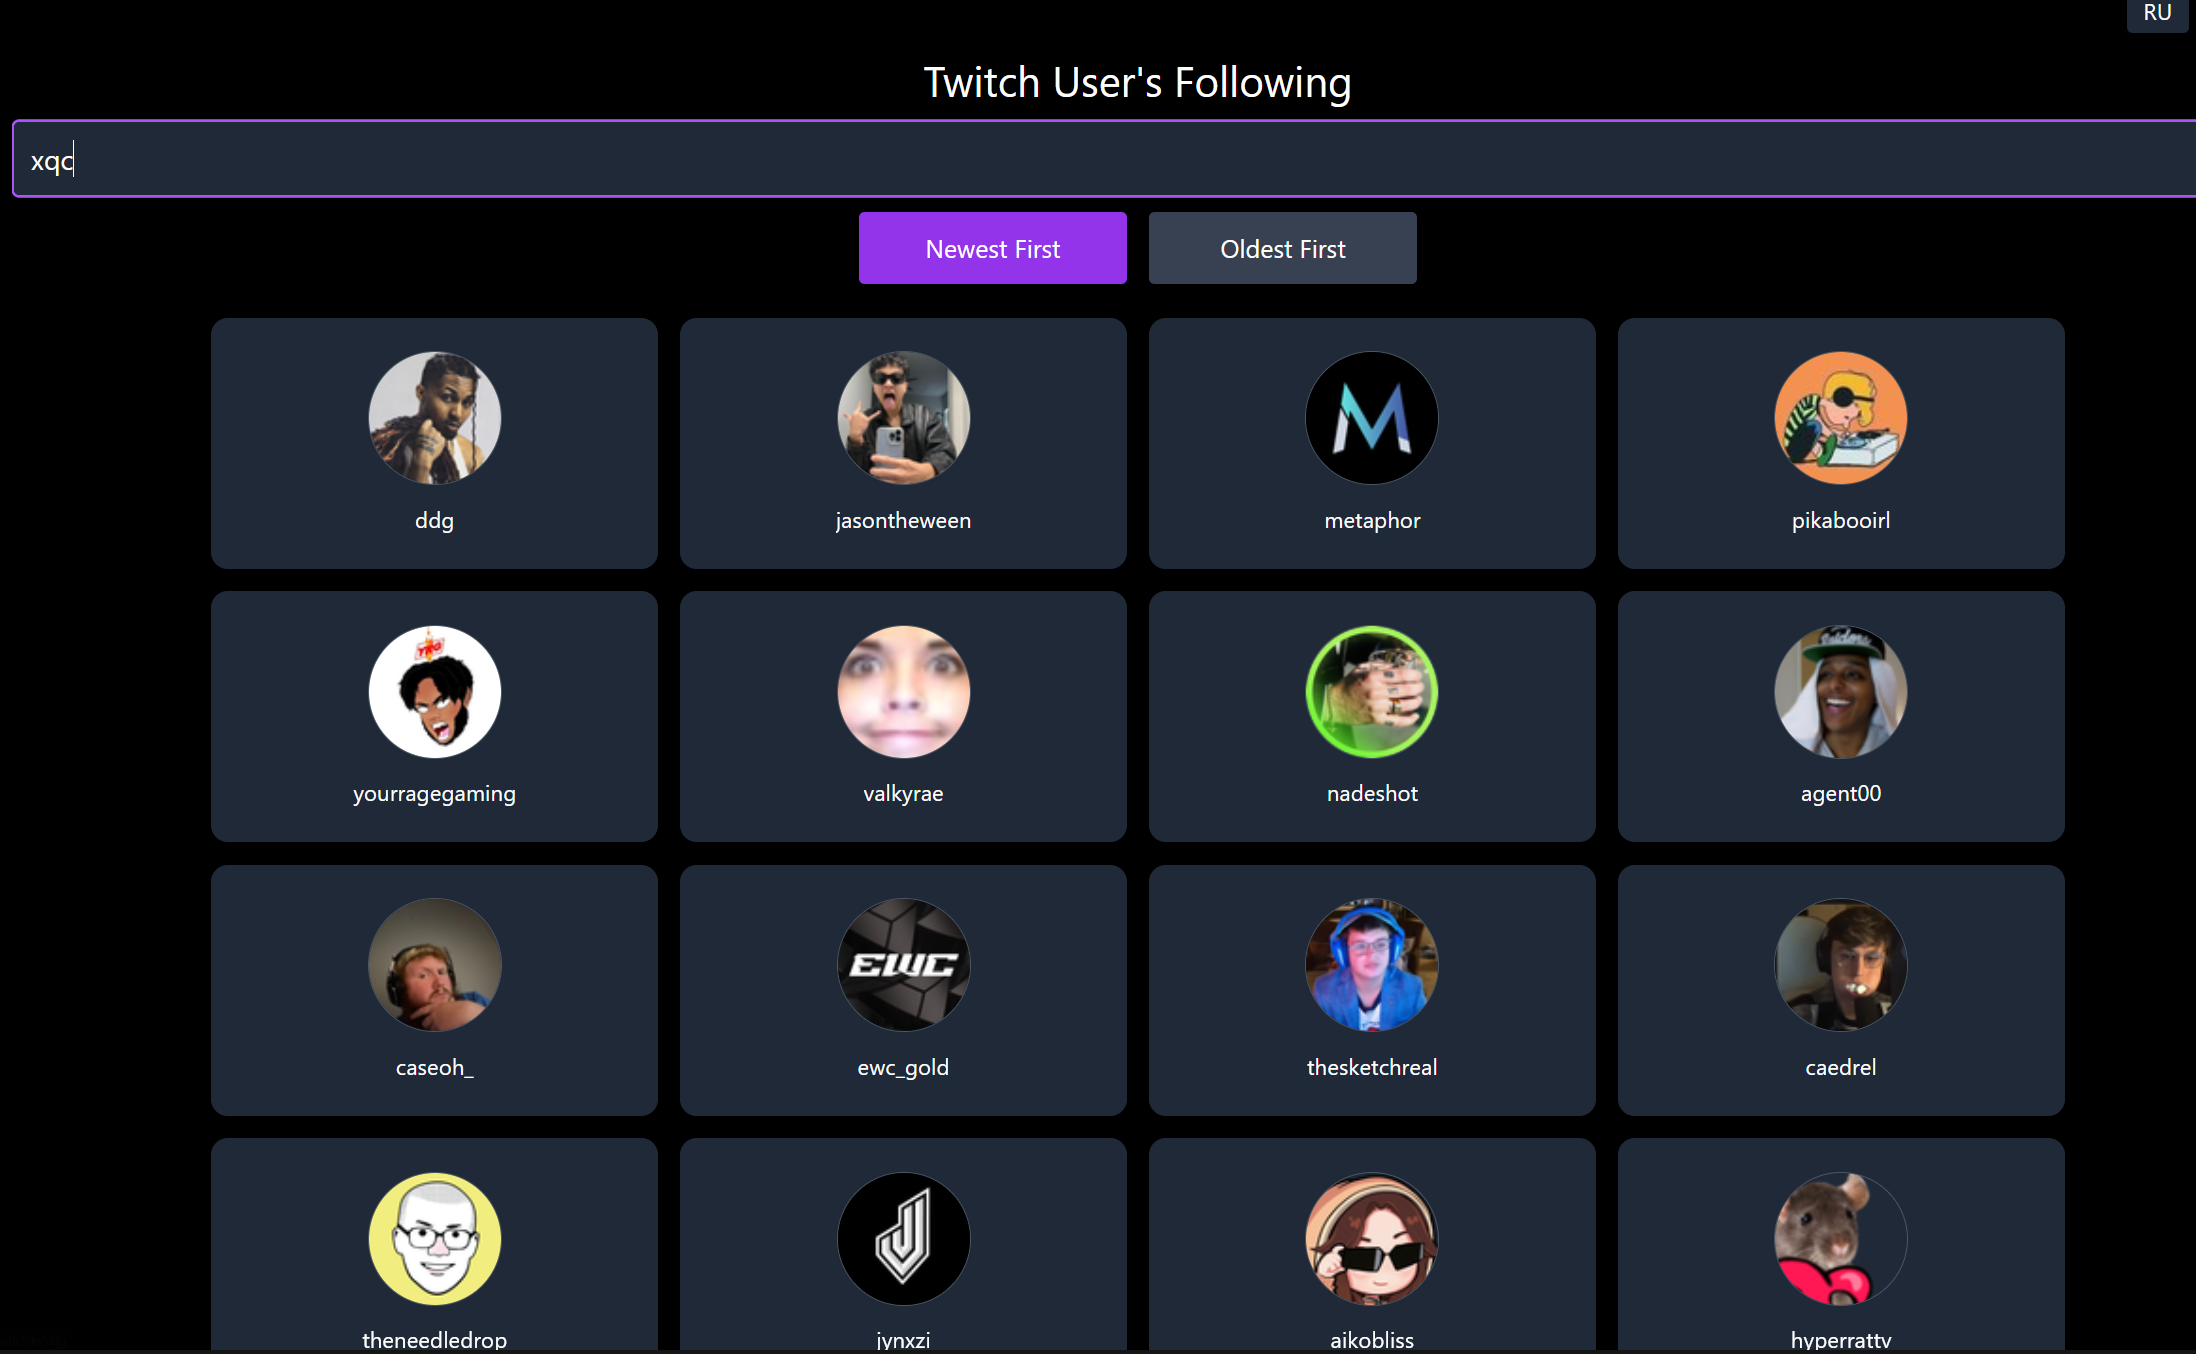 RU
Twitch User's Following
xqc
Newest First
Oldest First
ddg
jasontheween
metaphor
pikabooirl
yourragegaming
valkyrae
nadeshot
agent00
EWC
caseoh_
ewc_gold
thesketchreal
caedrel
theneedledrop
jynxzi
aikobliss
hyperrattv